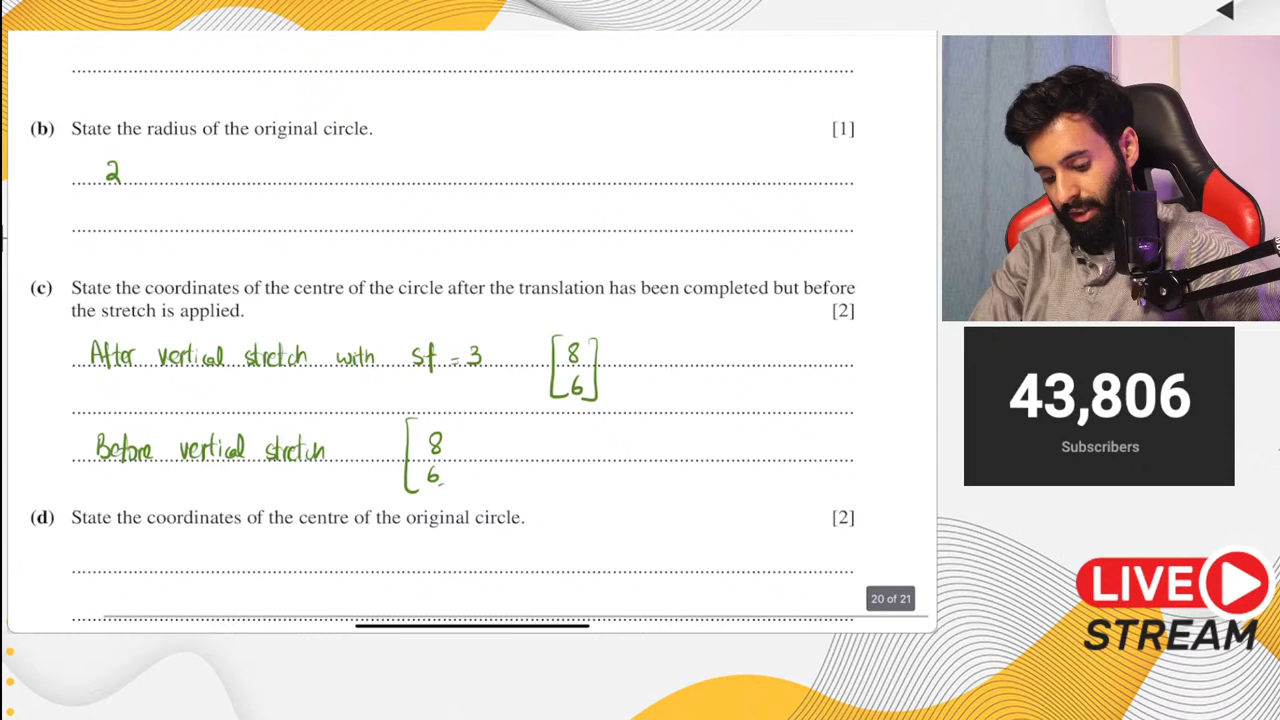 (b) State the radius of the original circle. [1]
2
(c) State the coordinates of the centre of the circle after the translation has been completed but before
the stretch is applied. [2]
After vertical stretch with sf = 3 [8
6]
Before vertical stretch [8
6
(d) State the coordinates of the centre of the original circle. [2]
20 of 21
43,806
Subscribers
LIVE
STREAM